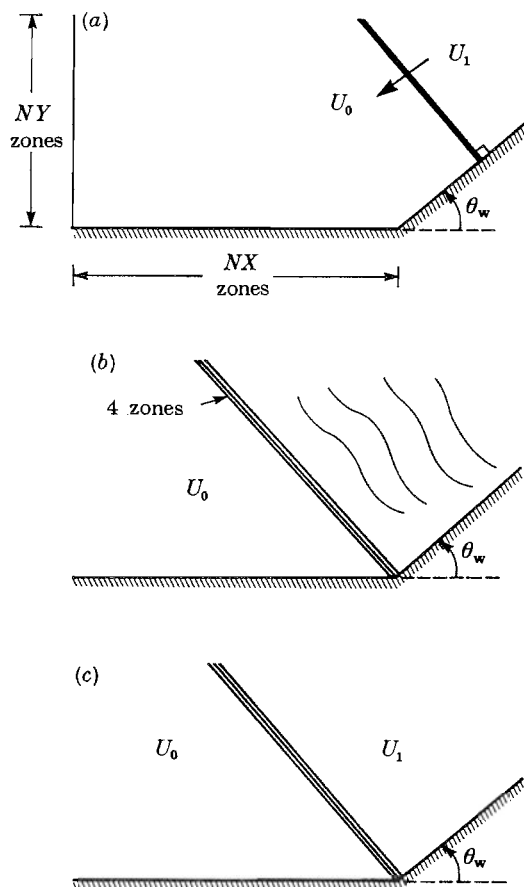 (a)
U₁
U₀
NY
zones
θw
NX
zones
(b)
4 zones
U₀
θw
(c)
U₀
U₁
θw